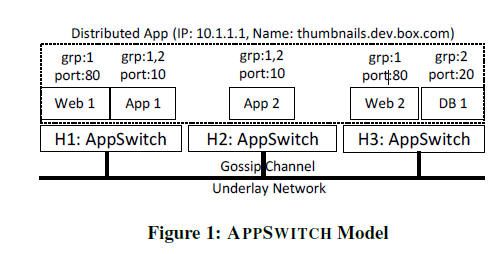 Distributed App (IP: 10.1.1.1, Name: thumbnails.dev.box.com)
grp:1 grp:1,2 grp:1,2 grp:1 grp:2
port:80 port:10 port:10 port:80 port:20
Web 1 App 1 App 2 Web 2 DB 1
H1: AppSwitch H2: AppSwitch H3: AppSwitch
Gossip Channel
Underlay Network
Figure 1: APPSWITCH Model